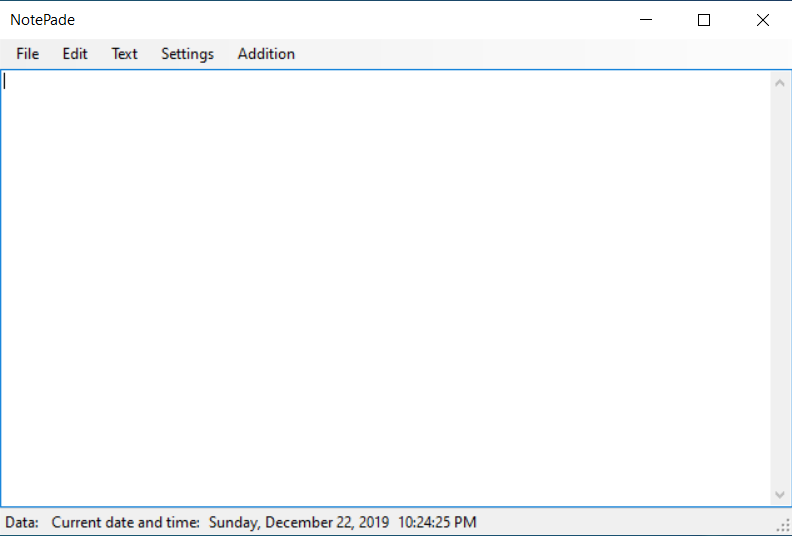 NotePade
File Edit Text Settings Addition
Data: Current date and time: Sunday, December 22, 2019 10:24:25 PM